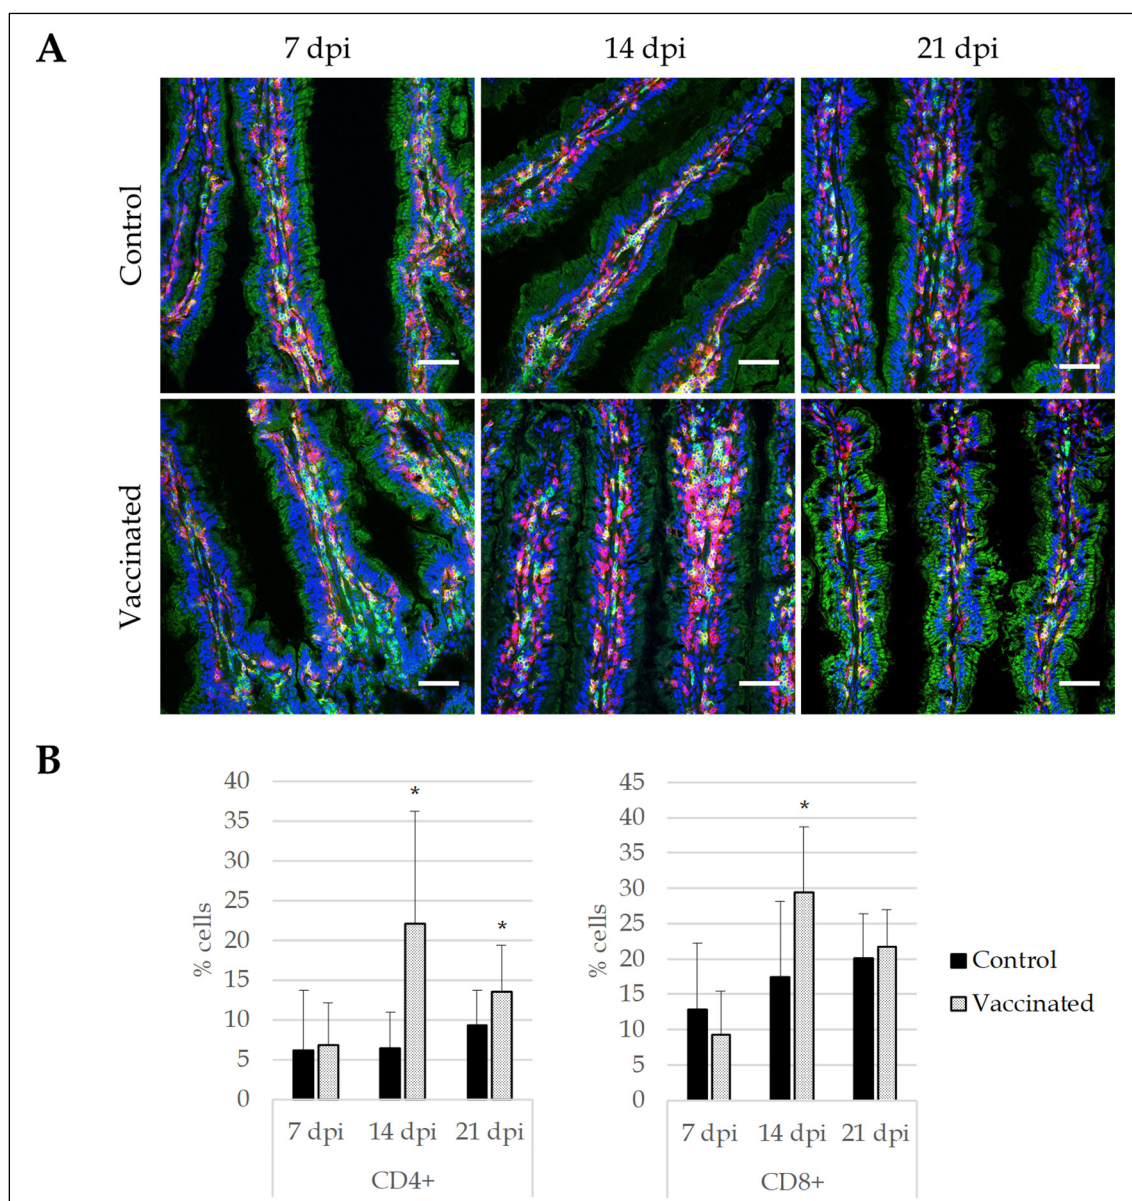 A
7 dpi 14 dpi 21 dpi
Control
Vaccinated
B
% cells
40
35
30
25
20
15
10
5
0
*
*
7 dpi 14 dpi 21 dpi
CD4+
% cells
45
40
35
30
25
20
15
10
5
0
*
7 dpi 14 dpi 21 dpi
CD8+
Control
Vaccinated